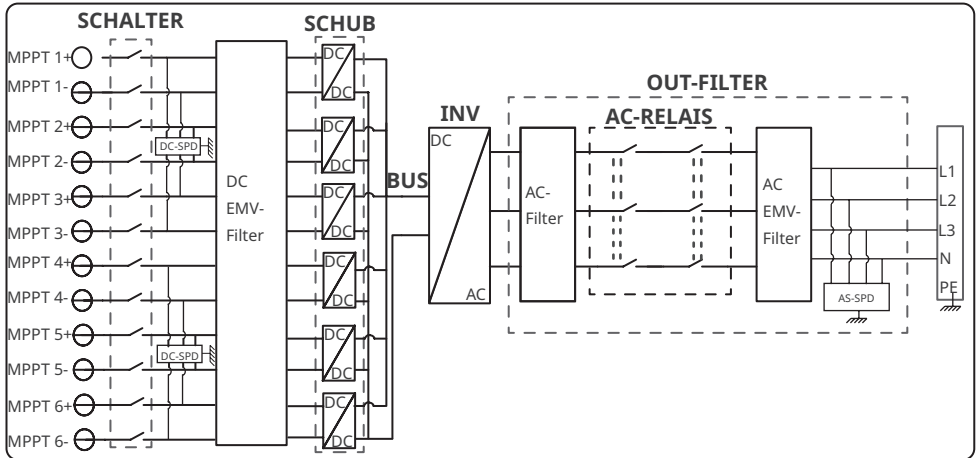 SCHALTER
SCHUB
MPPT 1+
MPPT 1-
MPPT 2+
MPPT 2-
MPPT 3+
MPPT 3-
MPPT 4+
MPPT 4-
MPPT 5+
MPPT 5-
MPPT 6+
MPPT 6-
DC-SPD
DC-SPD
DC
EMV-
Filter
DC
DC
DC
DC
DC
DC
DC
DC
DC
DC
DC
DC
BUS
INV
DC
AC
OUT-FILTER
AC-RELAIS
AC-
Filter
AC
EMV-
Filter
AS-SPD
L1
L2
L3
N
PE